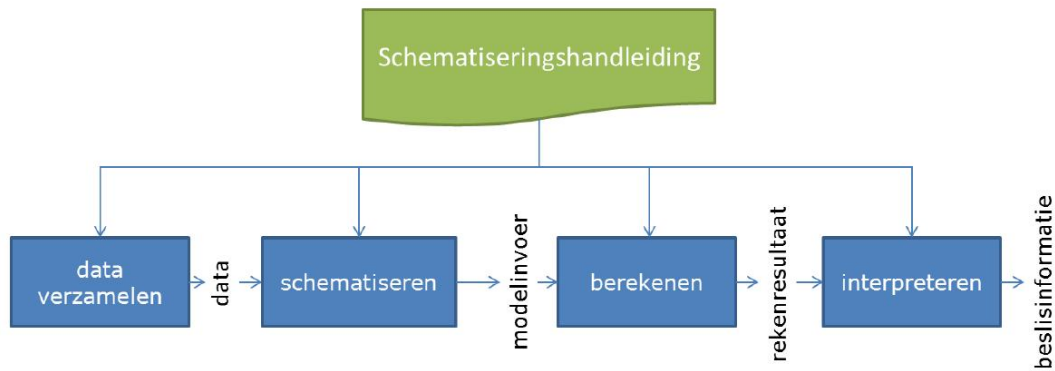 Schematiseringshandleiding
data
verzamelen
data
schematiseren
modelinvoer
berekenen
rekenresultaat
interpreteren
beslisinformatie